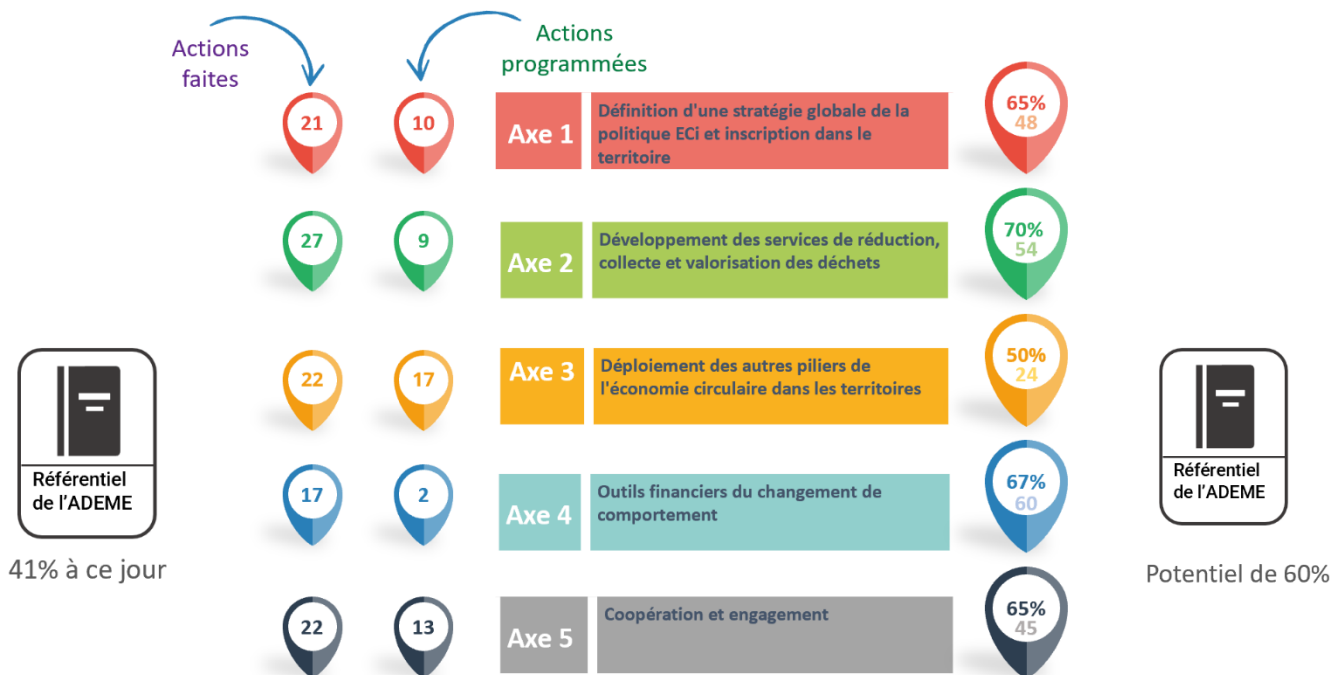 Actions
faites
Actions
programmées
21
10
Axe 1
Définition d'une stratégie globale de la
politique ECi et inscription dans le
territoire
65%
48
27
9
Axe 2
Développement des services de réduction,
collecte et valorisation des déchets
70%
54
22
17
Axe 3
Déploiement des autres piliers de
l'économie circulaire dans les territoires
50%
24
17
2
Axe 4
Outils financiers du changement de
comportement
67%
60
22
13
Axe 5
Coopération et engagement
65%
45
Référentiel
de l'ADEME
41% à ce jour
Référentiel
de l'ADEME
Potentiel de 60%